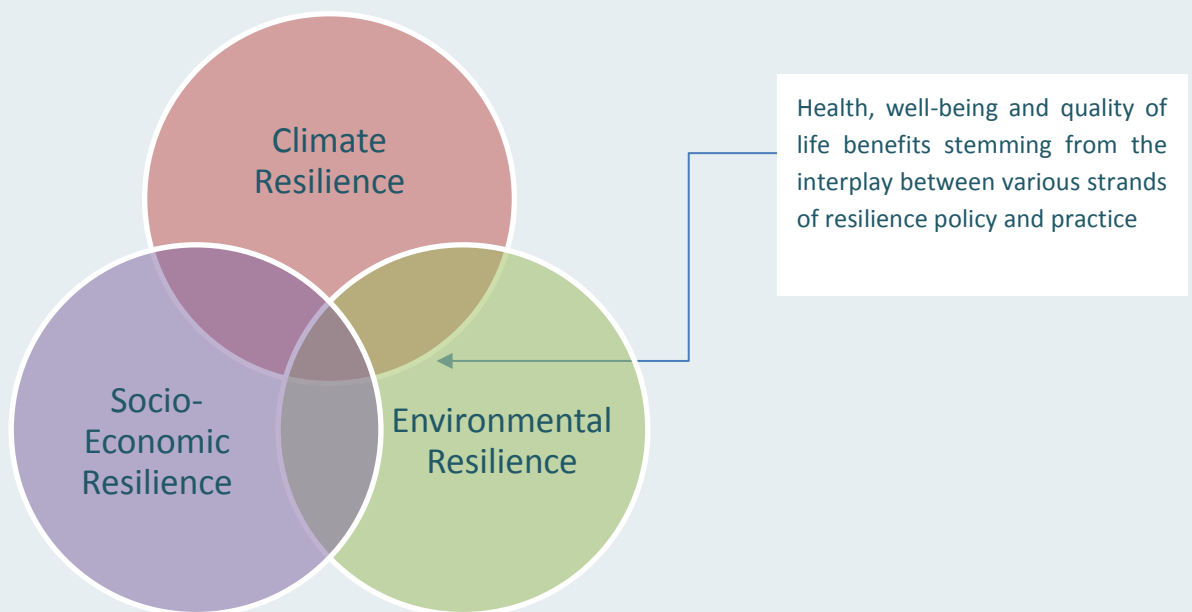 Climate
Resilience
Health, well-being and quality of
life benefits stemming from the
interplay between various strands
of resilience policy and practice
Socio-
Economic
Resilience
Environmental
Resilience